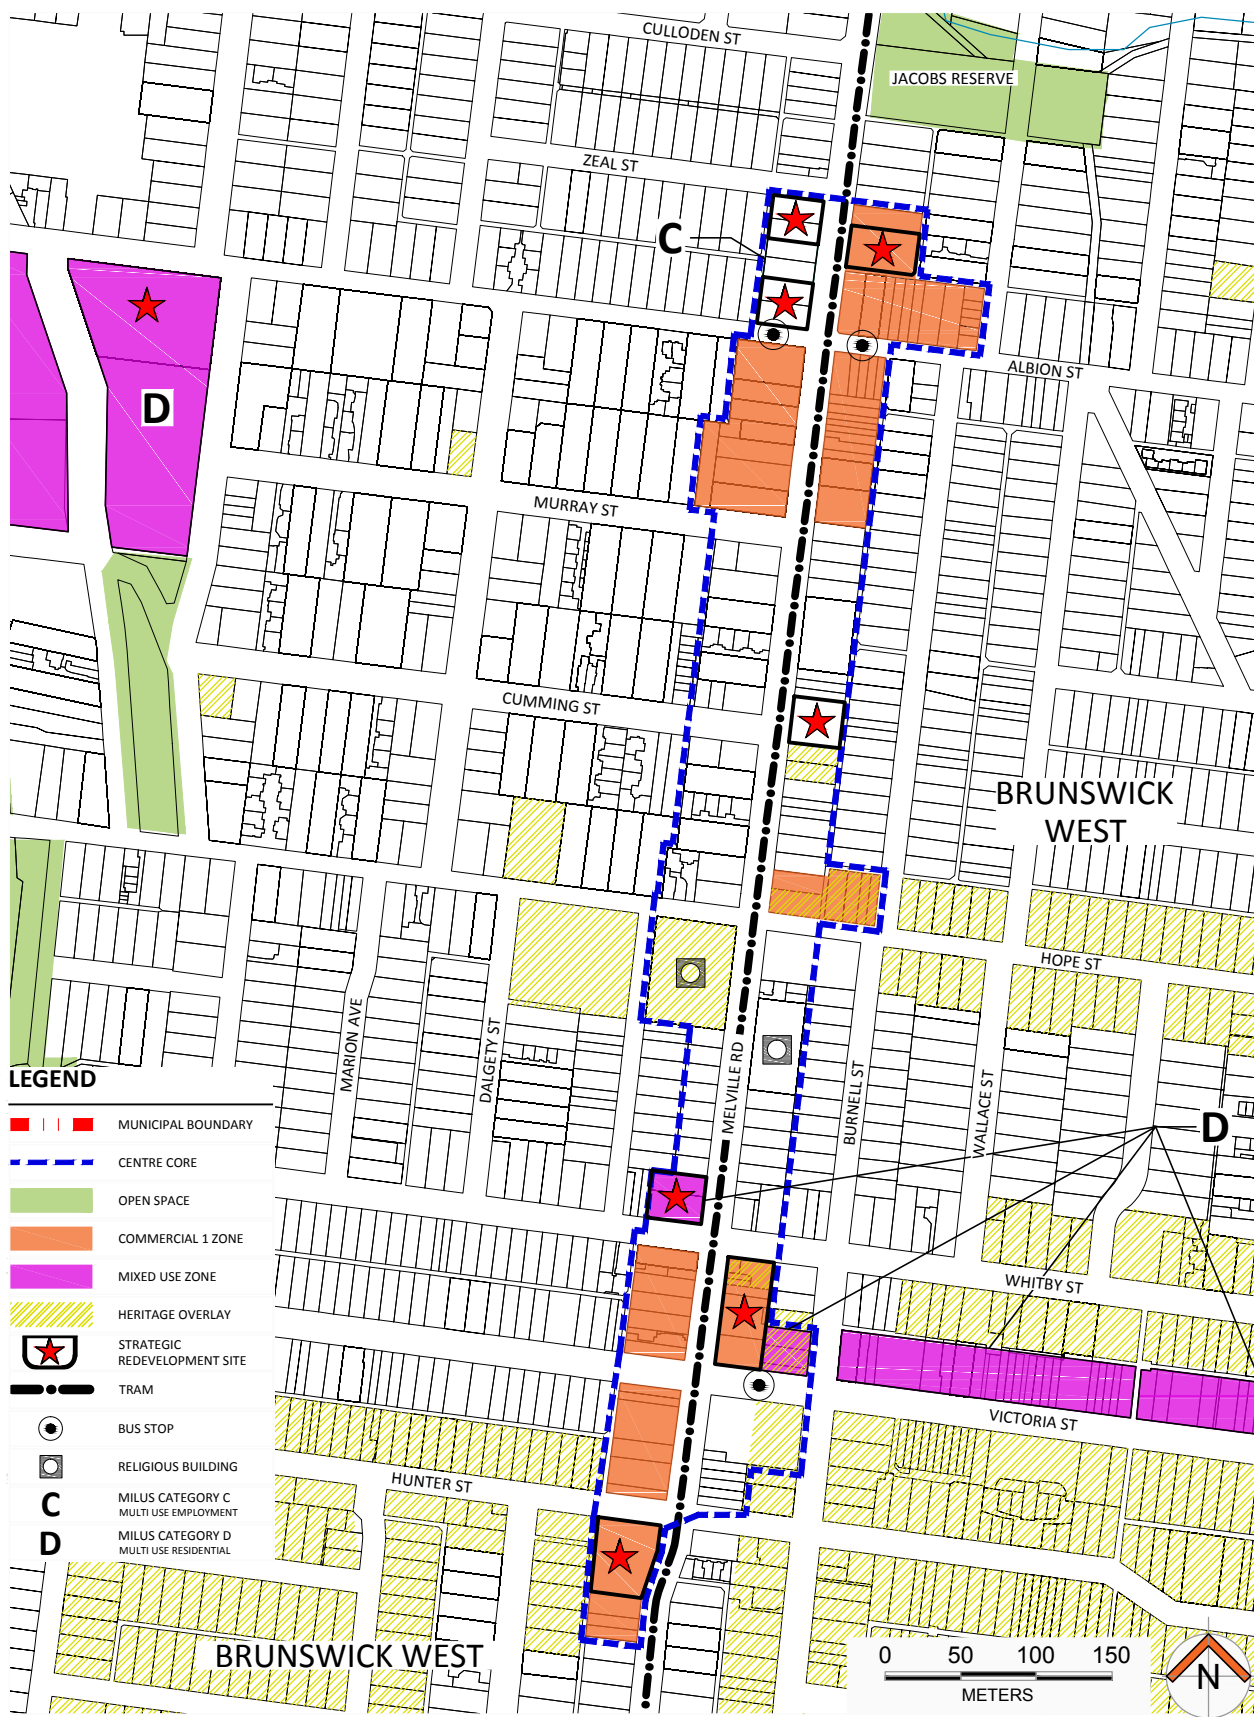 CULLODEN ST
JACOBS RESERVE
ZEAL ST
C
ALBION ST
D
MURRAY ST
CUMMING ST
BRUNSWICK
WEST
HOPE ST
MARION AVE
DALGETY ST
MELVILLE RD
BURNELL ST
WALLACE ST
D
WHITBY ST
VICTORIA ST
HUNTER ST
BRUNSWICK WEST
LEGEND
MUNICIPAL BOUNDARY
CENTRE CORE
OPEN SPACE
COMMERCIAL 1 ZONE
MIXED USE ZONE
HERITAGE OVERLAY
STRATEGIC
REDEVELOPMENT SITE
TRAM
BUS STOP
RELIGIOUS BUILDING
C MILUS CATEGORY C
MULTI USE EMPLOYMENT
D MILUS CATEGORY D
MULTI USE RESIDENTIAL
0 50 100 150
METERS
N